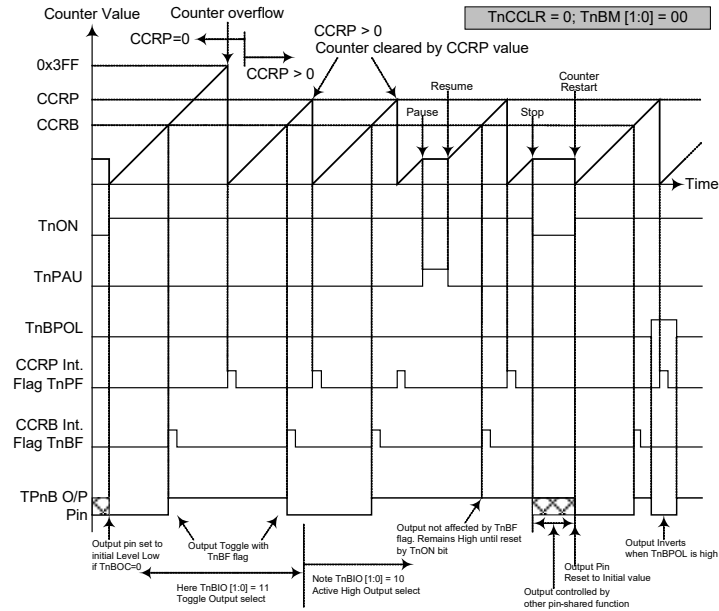 Counter Value
Counter overflow
TnCCLR = 0; TnBM [1:0] = 00
CCRP=0
CCRP > 0
CCRP > 0
Counter cleared by CCRP value
0x3FF
CCRP
CCRB
Pause
Resume
Stop
Counter
Restart
Time
TnON
TnPAU
TnBPOL
CCRP Int.
Flag TnPF
CCRB Int.
Flag TnBF
TPnB O/P
Pin
Output pin set to
initial Level Low
if TnBOC=0
Output Toggle with
TnBF flag
Here TnBIO [1:0] = 11
Toggle Output select
Note TnBIO [1:0] = 10
Active High Output select
Output not affected by TnBF
flag. Remains High until reset
by TnON bit
Output controlled by
other pin-shared function
Output Pin
Reset to Initial value
Output Inverts
when TnBPOL is high